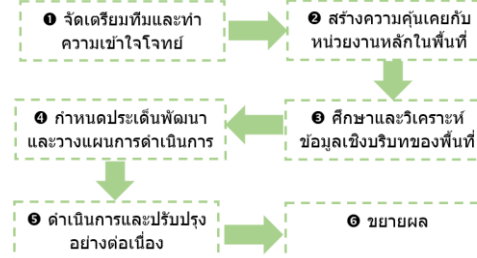 ❶ จัดเตรียมทีมและทำ
ความเข้าใจโจทย์
❷ สร้างความคุ้นเคยกับ
หน่วยงานหลักในพื้นที่
❸ ศึกษาและวิเคราะห์
ข้อมูลเชิงบริบทของพื้นที่
❹ กำหนดประเด็นพัฒนา
และวางแผนการดำเนินการ
❺ ดำเนินการและปรับปรุง
อย่างต่อเนื่อง
❻ ขยายผล